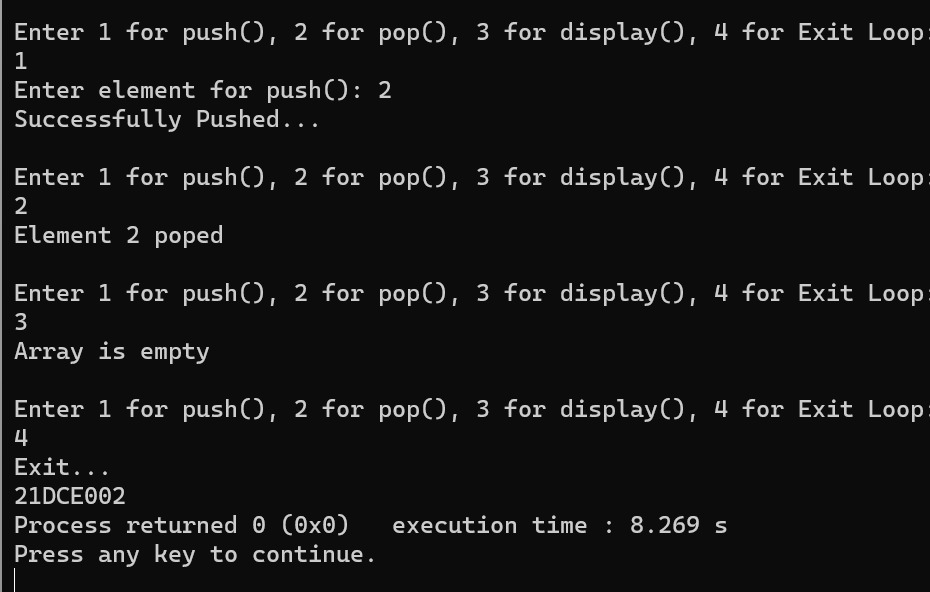 Enter 1 for push(), 2 for pop(), 3 for display(), 4 for Exit Loop:
1
Enter element for push(): 2
Successfully Pushed...
Enter 1 for push(), 2 for pop(), 3 for display(), 4 for Exit Loop:
2
Element 2 poped
Enter 1 for push(), 2 for pop(), 3 for display(), 4 for Exit Loop:
3
Array is empty
Enter 1 for push(), 2 for pop(), 3 for display(), 4 for Exit Loop:
4
Exit...
21DCE002
Process returned 0 (0x0)   execution time : 8.269 s
Press any key to continue.